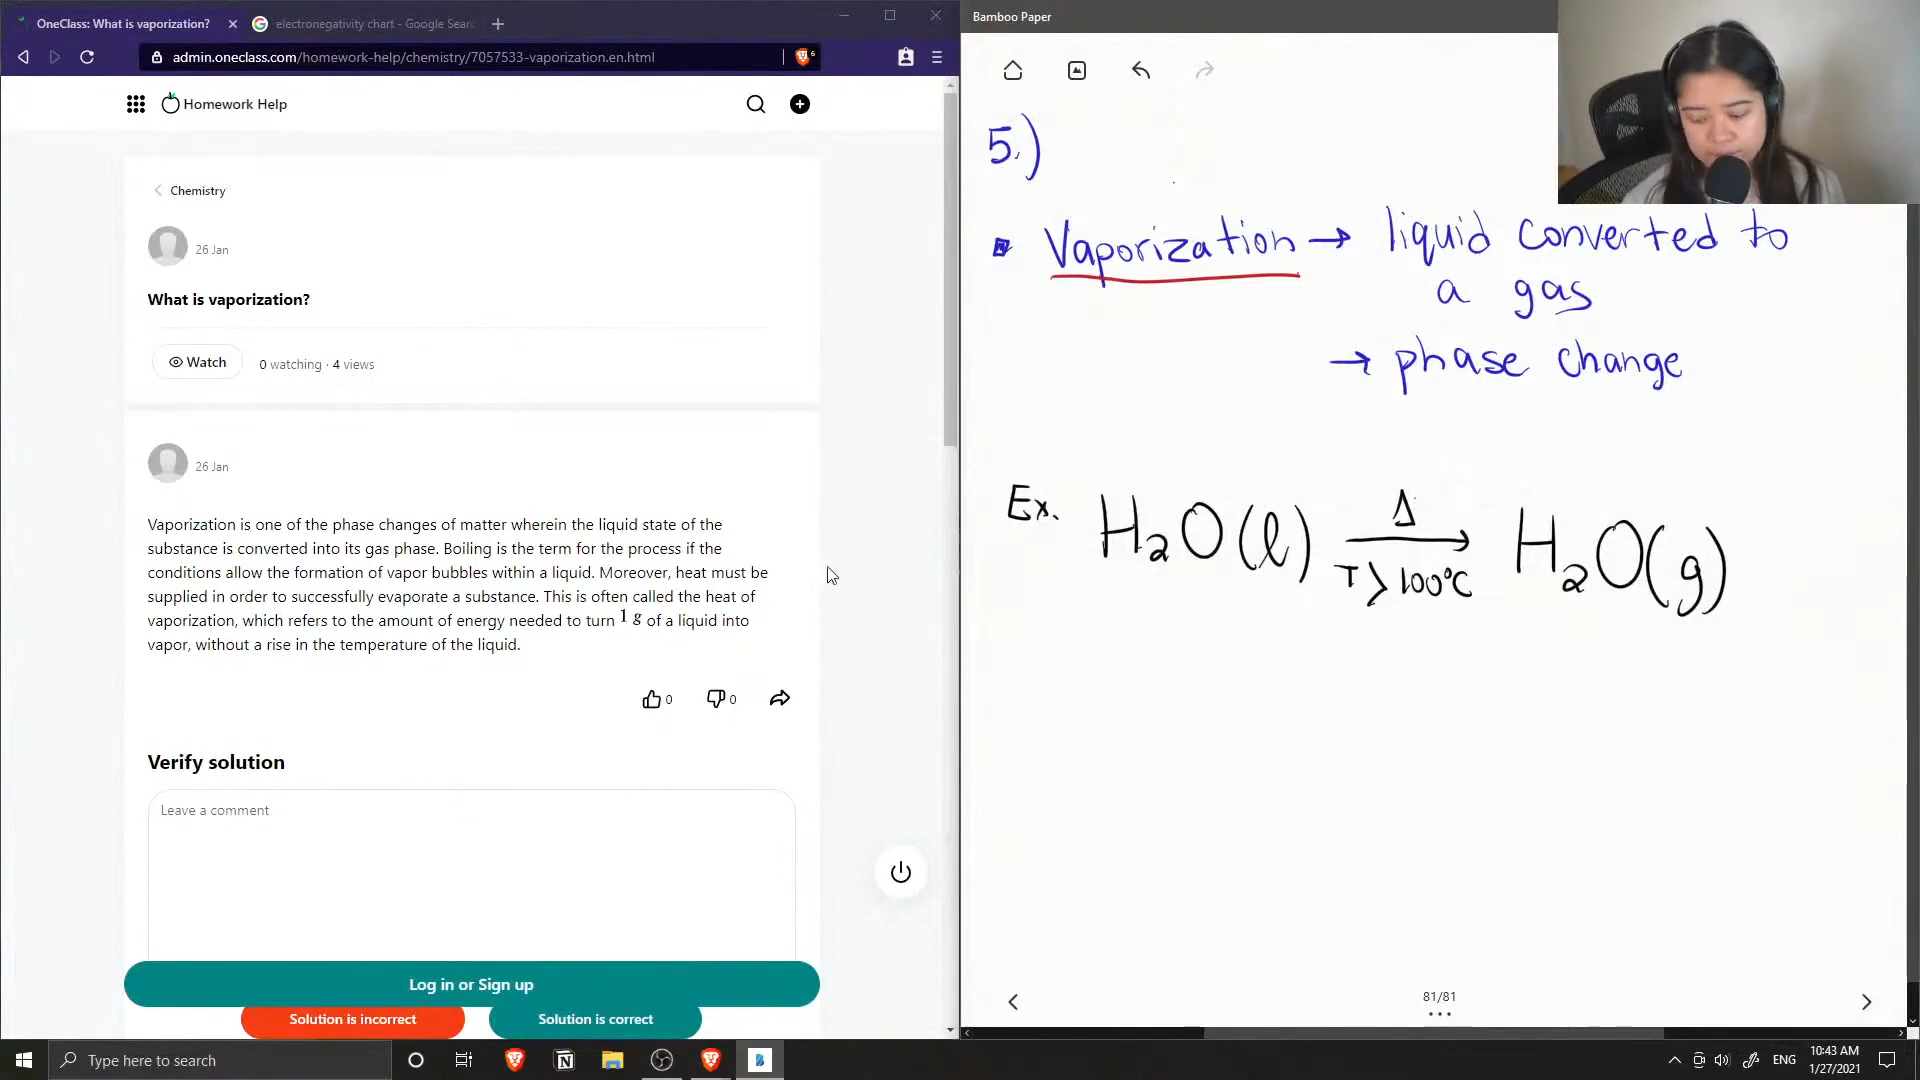 OneClass: What is vaporization?
electronegativity chart - Google Sear
admin.oneclass.com/homework-help/chemistry/7057533-vaporization.en.html
6
Homework Help
Chemistry
26 Jan
What is vaporization?
Watch
0 watching · 4 views
26 Jan
Vaporization is one of the phase changes of matter wherein the liquid state of the
substance is converted into its gas phase. Boiling is the term for the process if the
conditions allow the formation of vapor bubbles within a liquid. Moreover, heat must be
supplied in order to successfully evaporate a substance. This is often called the heat of
vaporization, which refers to the amount of energy needed to turn 1 g of a liquid into
vapor, without a rise in the temperature of the liquid.
0
0
Verify solution
Leave a comment
Log in or Sign up
Solution is incorrect
Solution is correct
Bamboo Paper
5.)
Vaporization → liquid converted to
a gas
→ phase change
Ex. H₂O(l) →
Δ
T > 100°C
H₂O(g)
81/81
Type here to search
ENG
10:43 AM
1/27/2021